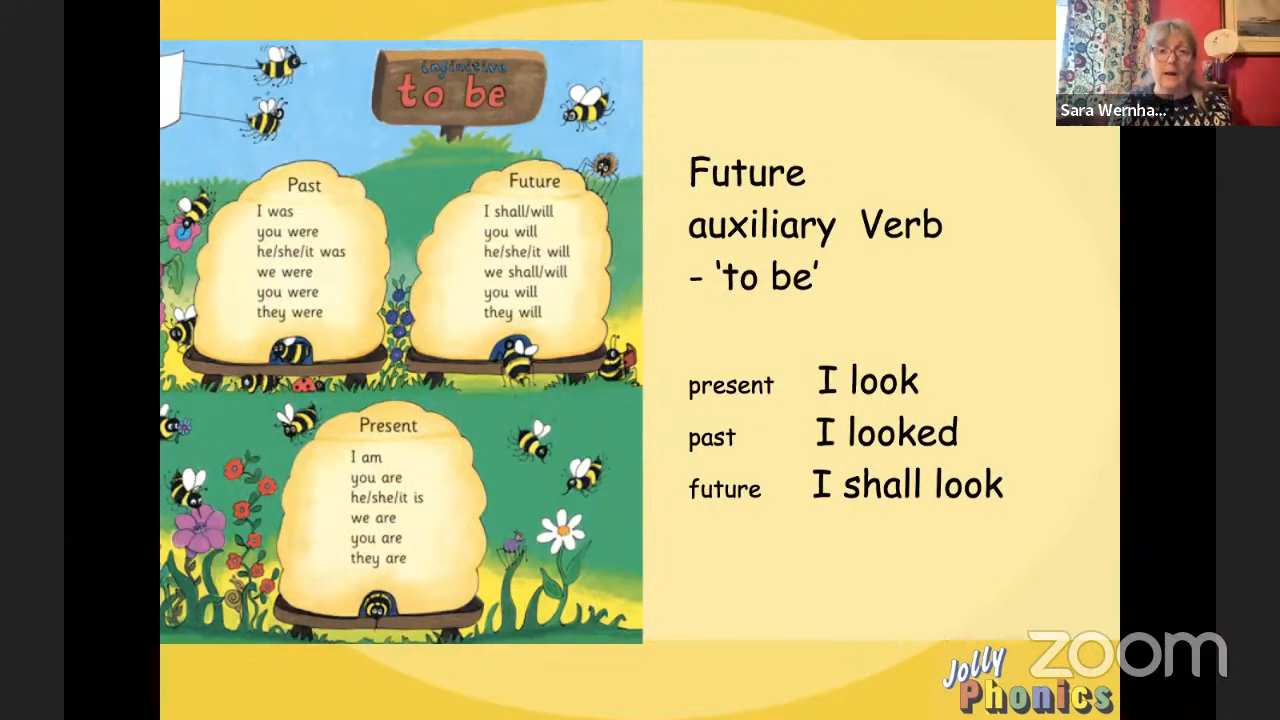 infinitive
to be
Past
I was
you were
he/she/it was
we were
you were
they were
Future
I shall/will
you will
he/she/it will
we shall/will
you will
they will
Present
I am
you are
he/she/it is
we are
you are
they are
Future
auxiliary Verb
- ‘to be’
present I look
past I looked
future I shall look
Sara Wernha...
zoom
Jolly
Phonics